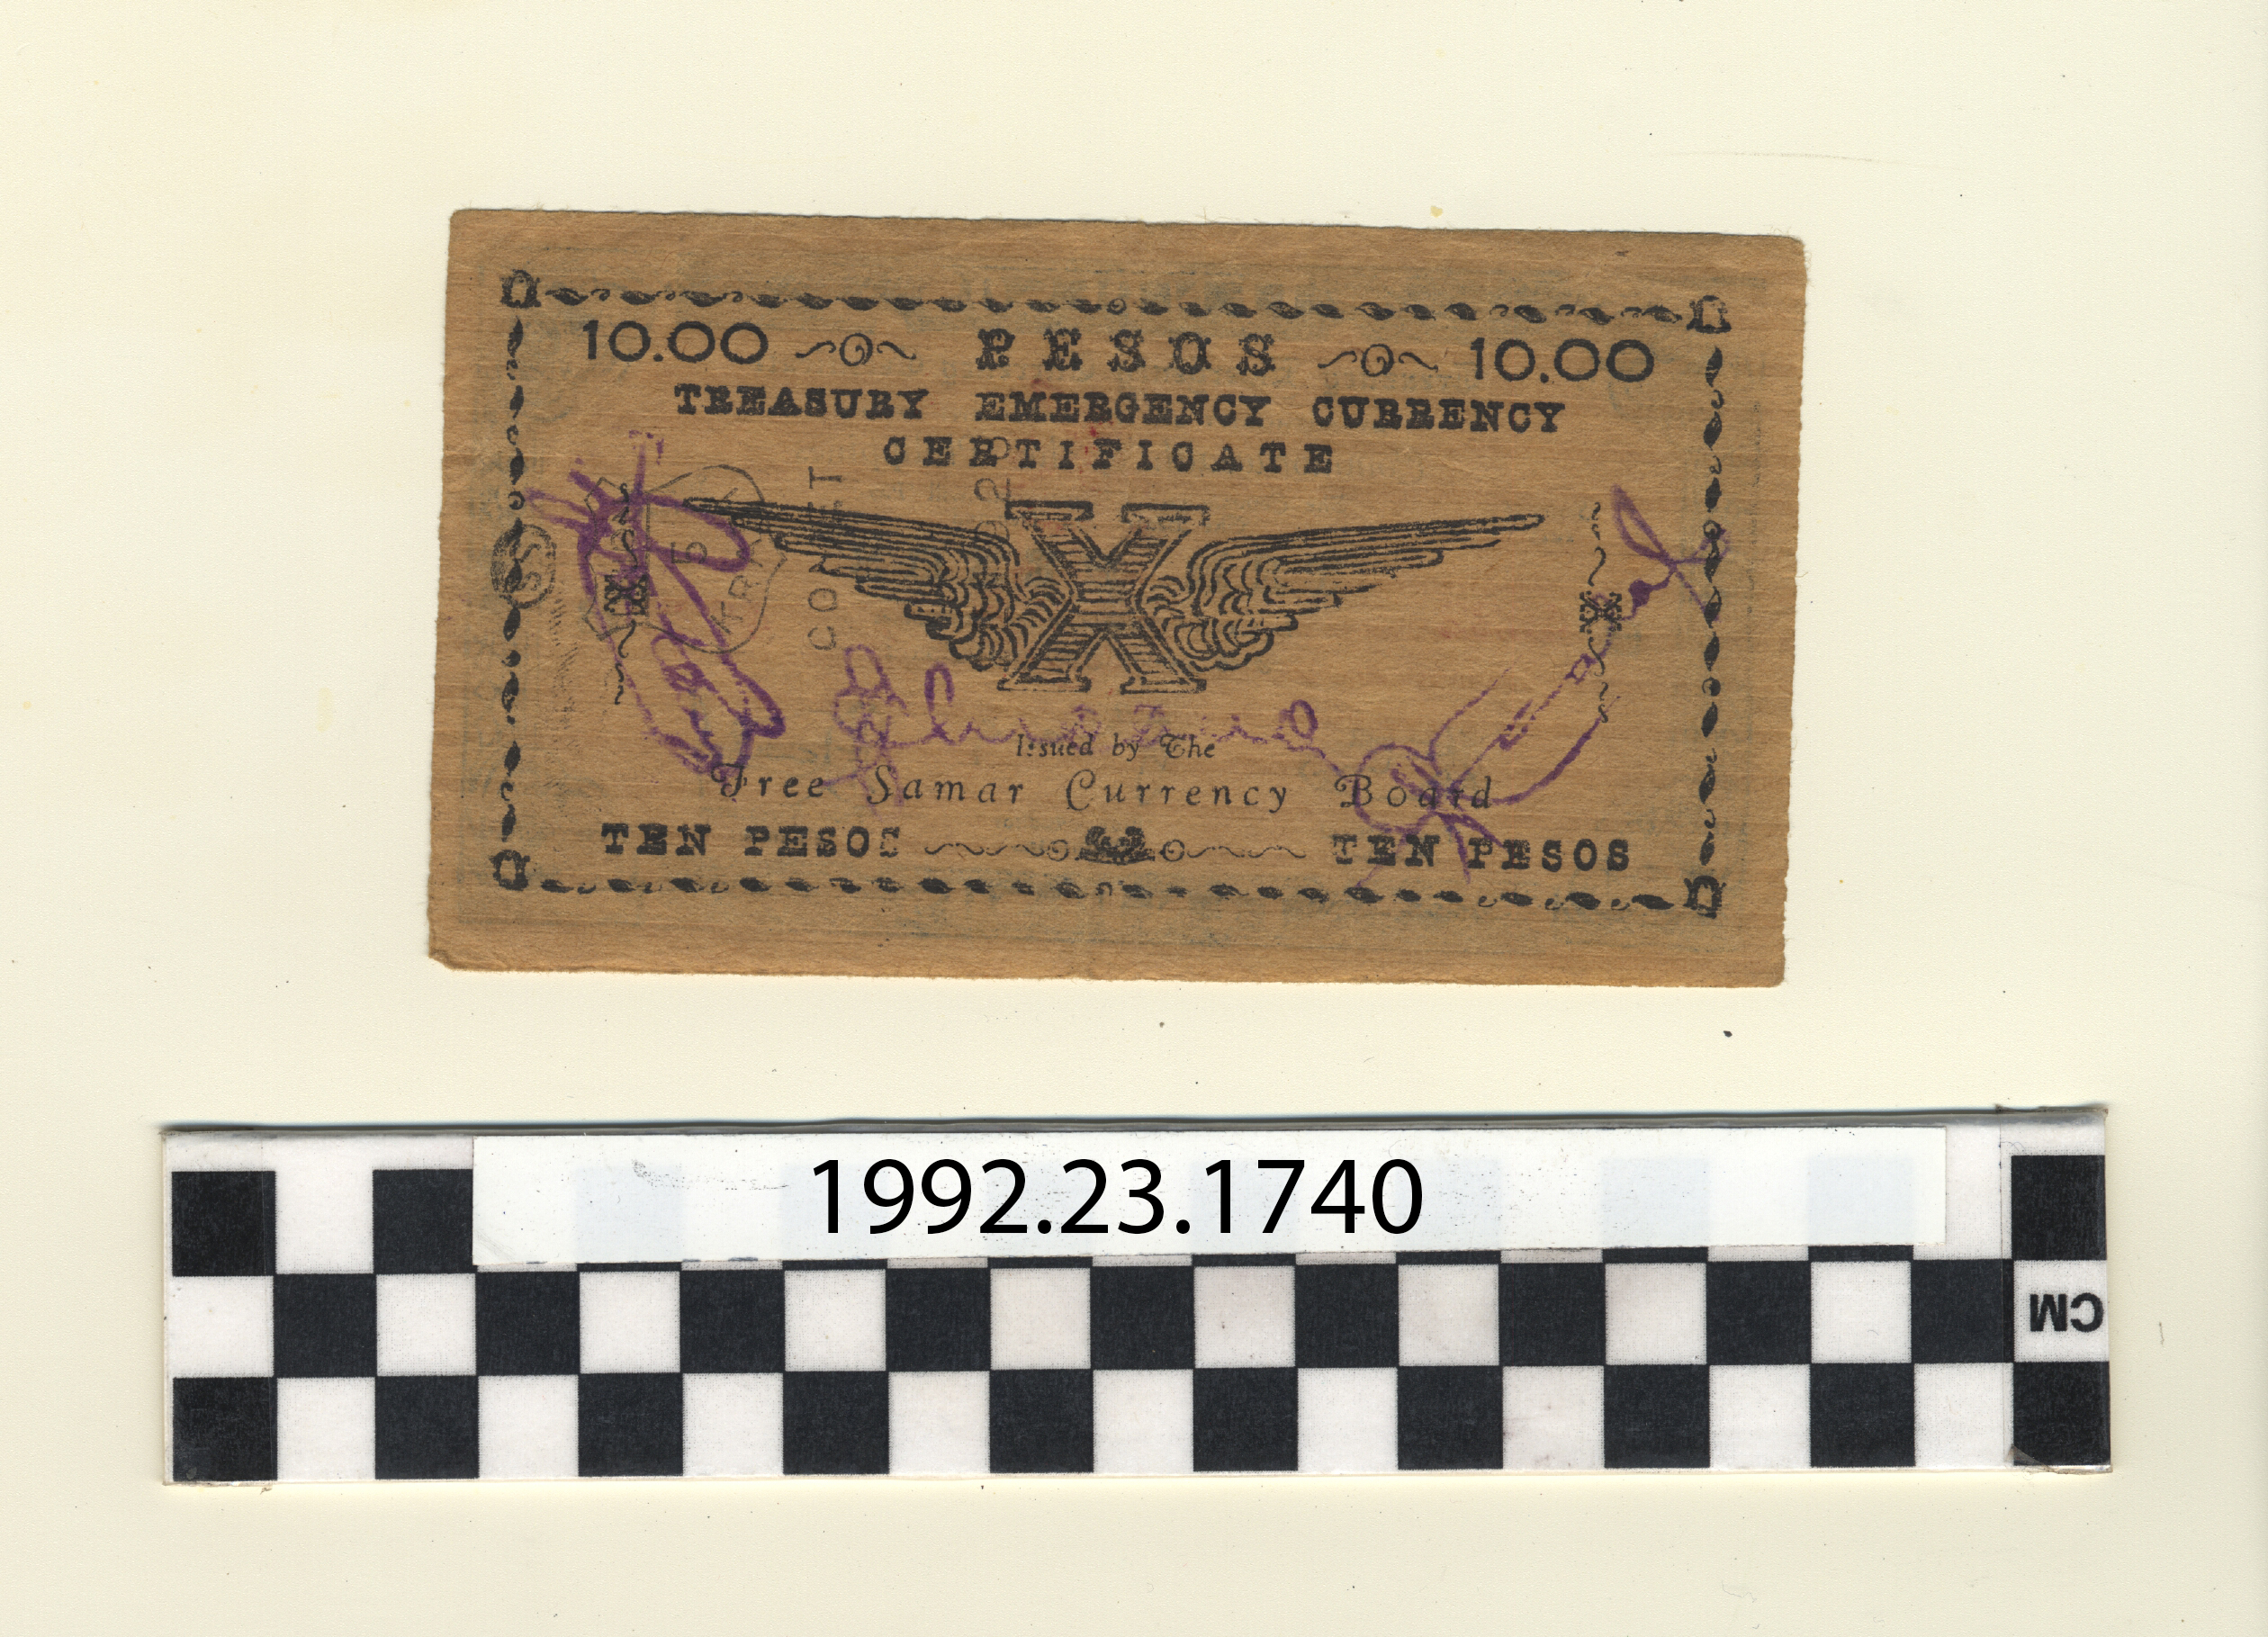 10.00 PESOS 10.00
TREASURY EMERGENCY CURRENCY
CERTIFICATE
X
X
X
Issued by The
Free Samar Currency Board
TEN PESOS TEN PESOS
1992.23.1740
CM